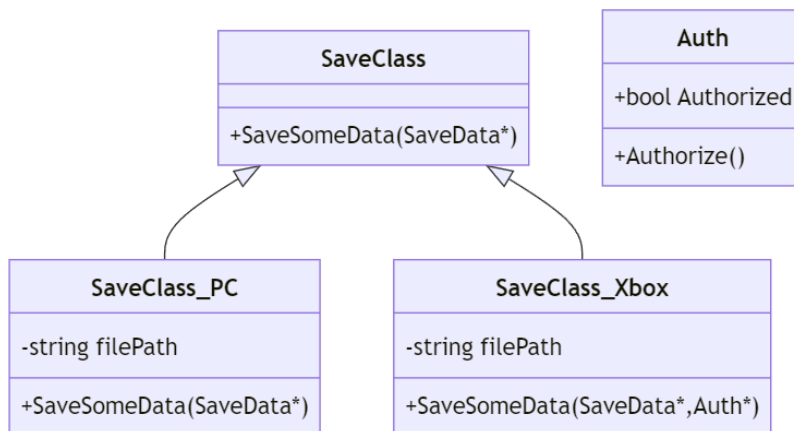 SaveClass
+SaveSomeData(SaveData*)
Auth
+bool Authorized
+Authorize()
SaveClass_PC
-string filePath
+SaveSomeData(SaveData*)
SaveClass_Xbox
-string filePath
+SaveSomeData(SaveData*,Auth*)